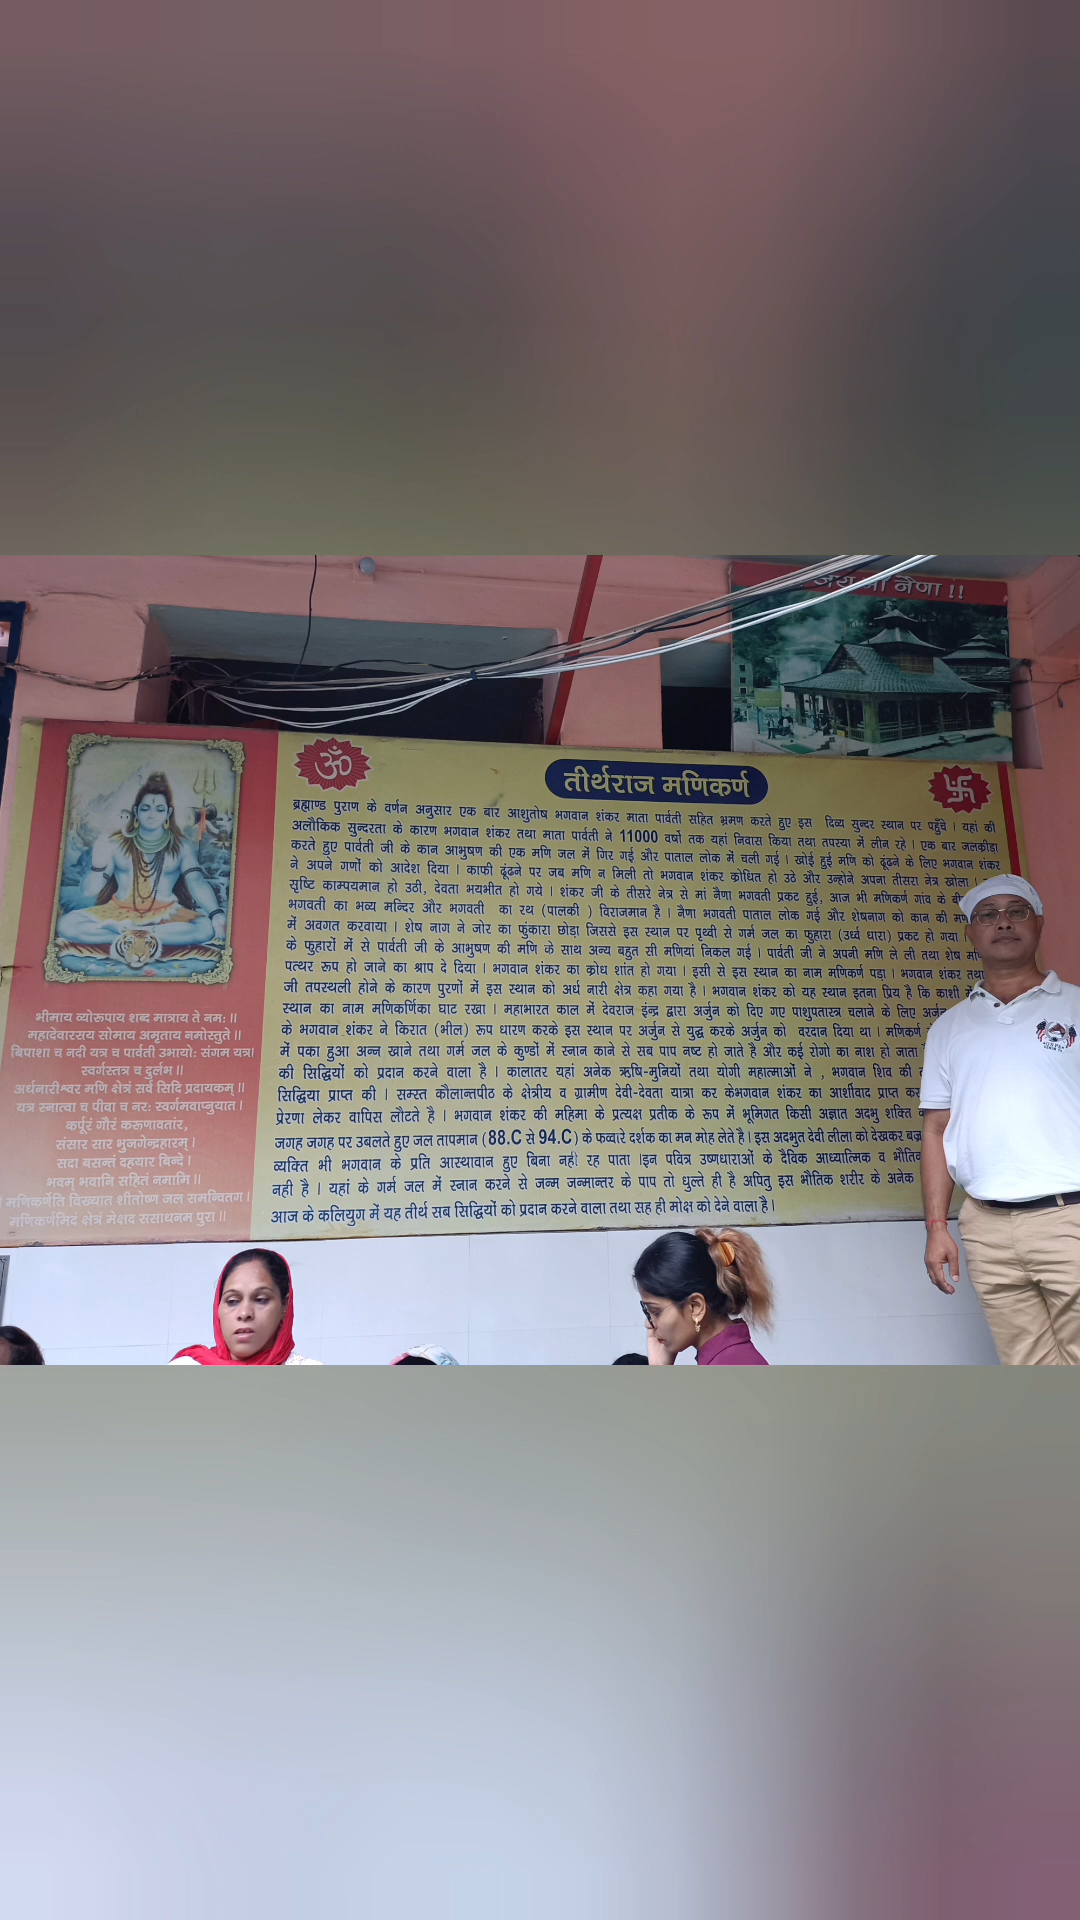 जय माँ नैणा !!
ॐ
तीर्थराज मणिकर्ण
ब्रह्माण्ड पुराण के वर्णन अनुसार एक बार आशुतोष भगवान शंकर माता पार्वती सहित भ्रमण करते हुए इस दिव्य सुन्दर स्थान पर पहुँचे । यहां की
अलौकिक सुन्दरता के कारण भगवान शंकर तथा माता पार्वती ने 11000 वर्षो तक यहां निवास किया तथा तपस्या में लीन रहे । एक बार जलक्रीडा
करते हुए पार्वती जी के कान आभुषण की एक मणि जल में गिर गई और पाताल लोक में चली गई । खोई हुई मणि को ढूंढने के लिए भगवान शंकर
ने अपने गणों को आदेश दिया । काफी ढूंढने पर जब मणि न मिली तो भगवान शंकर क्रोधित हो उठे और उन्होने अपना तीसरा नेत्र खोला ।
सृष्टि काम्पयमान हो उठी, देवता भयभीत हो गये । शंकर जी के तीसरे नेत्र से मां नैणा भगवती प्रकट हुई, आज भी मणिकर्ण गांव के
भगवती का भव्य मन्दिर और भगवती का रथ (पालकी ) विराजमान है । नैणा भगवती पाताल लोक गई और शेषनाग को कान की
में अवगत करवाया । शेष नाग ने जोर का फुंकारा छोड़ा जिससे इस स्थान पर पृथ्वी से गर्म जल का फुहारा (उर्ध्व धारा) प्रकट हो गया ।
के फुहारों में से पार्वती जी के आभुषण की मणि के साथ अन्य बहुत सी मणियां निकल गई । पार्वती जी ने अपनी मणि ले ली तथा शेष
पत्थर रूप हो जाने का श्राप दे दिया । भगवान शंकर का क्रोध शांत हो गया । इसी से इस स्थान का नाम मणिकर्ण पड़ा । भगवान शंकर तथा
जी तपस्थली होने के कारण पुरणों में इस स्थान को अर्ध नारी क्षेत्र कहा गया है । भगवान शंकर को यह स्थान इतना प्रिय है कि काशी में
स्थान का नाम मणिकर्णिका घाट रखा । महाभारत काल में देवराज इंन्द्र द्वारा अर्जुन को दिए गए पाशुपतास्त्र चलाने के लिए
के भगवान शंकर ने किरात (भील) रूप धारण करके इस स्थान पर अर्जुन से युद्ध करके अर्जुन को वरदान दिया था । मणिकर्ण
में पका हुआ अन्न खाने तथा गर्म जल के कुण्डों में स्नान काने से सब पाप नष्ट हो जाते है और कई रोगो का नाश हो जाता
की सिद्धियों को प्रदान करने वाला है । कालातर यहां अनेक ऋषि-मुनियों तथा योगी महात्माओं ने , भगवान शिव की
सिद्धिया प्राप्त की । सम्स्त कौलान्तपीठ के क्षेत्रीय व ग्रामीण देवी-देवता यात्रा कर केभगवान शंकर का आर्शीवाद प्राप्त कर
प्रेरणा लेकर वापिस लौटते है । भगवान शंकर की महिमा के प्रत्यक्ष प्रतीक के रूप में भूमिगत किसी अज्ञात अदभु शक्ति
जगह जगह पर उबलते हुए जल तापमान (88.C से 94.C) के फव्वारे दर्शक का मन मोह लेते है । इस अदभुत देवी लीला को देखकर
व्यक्ति भी भगवान के प्रति आस्थावान हुए बिना नही रह पाता ।इन पवित्र उष्णधाराओं के दैविक आध्यात्मिक व
नही है । यहां के गर्म जल में स्नान करने से जन्म जन्मान्तर के पाप तो धुल्ते ही है अपितु इस भौतिक शरीर के अनेक
आज के कलियुग में यह तीर्थ सब सिद्धियों को प्रदान करने वाला तथा सह ही मोक्ष को देने वाला है ।
भीमाय व्योरूपाय शब्द मात्राय ते नमः ॥
महादेवारसय सोमाय अमृताय नमोस्तुते ॥
बिपाशा च नदी यत्र च पार्वती उभायोः संगम यत्र।
स्वर्गस्तत्र च दुर्लभ ॥
अर्धनारीश्वर मणि क्षेत्रं सर्व सिदि प्रदायकम् ॥
यत्र स्नात्वा च पीवा च नरः स्वर्गमवाप्नुयात ।
कर्पूरं गौरं करूणावतांर,
संसार सार भुजगेन्द्रहारम् ।
सदा बसन्तं दहयार बिन्दे ।
भवम् भवानि सहितं नमामि ॥
मणिकर्णेति विख्यात शीतोष्ण जल समन्वितग ।
मणिकर्णमिदं क्षेत्रं मेक्षद ससाधनम पुरा ॥